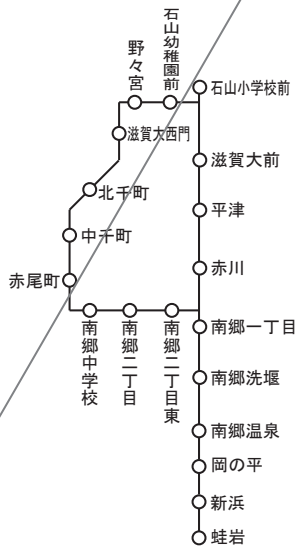 石山幼稚園前
野々宮
石山小学校前
滋賀大西門
滋賀大前
北千町
平津
中千町
赤川
赤尾町
南郷中学校
南郷二丁目
南郷二丁目東
南郷一丁目
南郷洗堰
南郷温泉
岡の平
新浜
蛙岩